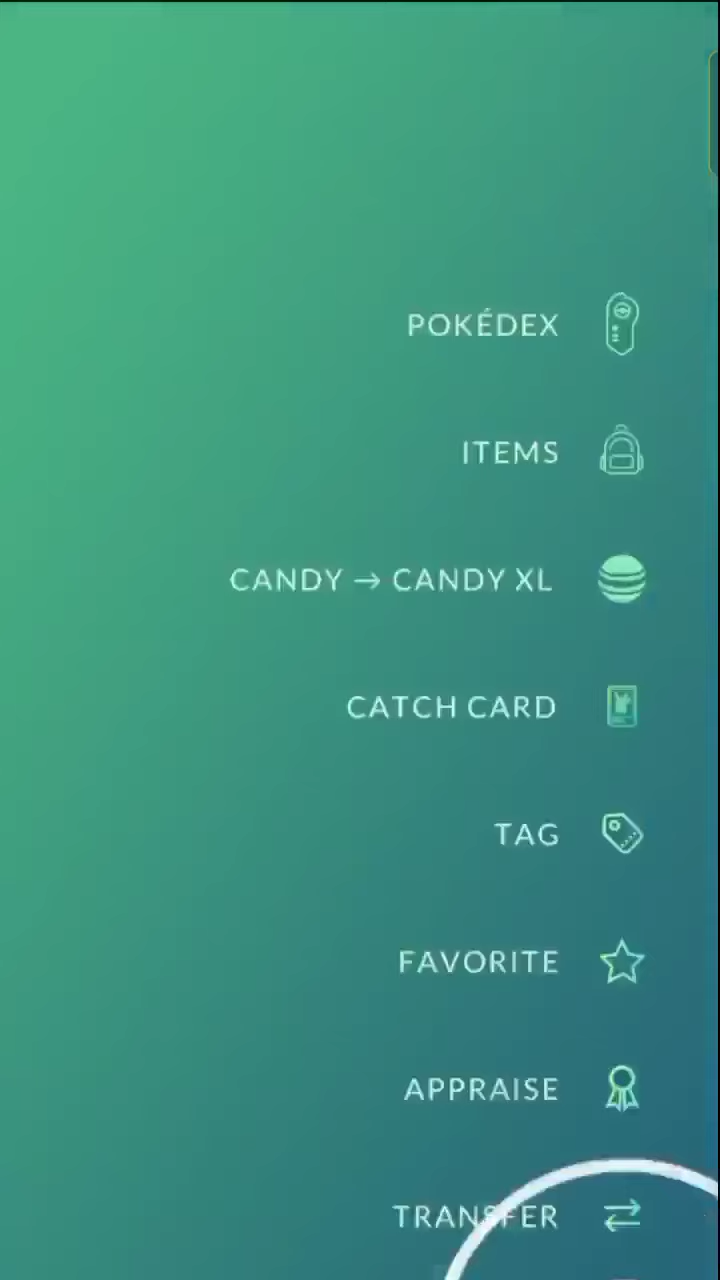 POKÉDEX
ITEMS
CANDY → CANDY XL
CATCH CARD
TAG
FAVORITE
APPRAISE
TRANSFER